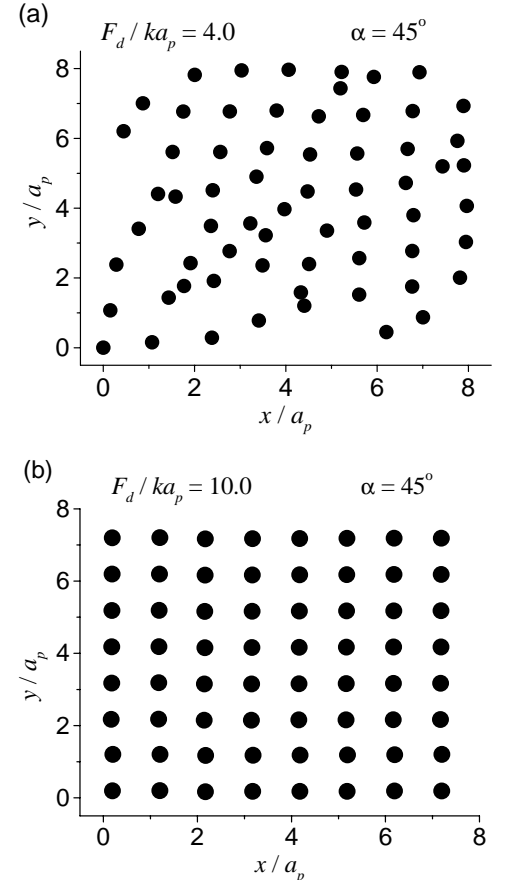 (a)
F_d / ka_p = 4.0 α = 45°
8
6
4
2
0
y / a_p
0 2 4 6 8
x / a_p
(b)
F_d / ka_p = 10.0 α = 45°
8
6
4
2
0
y / a_p
0 2 4 6 8
x / a_p